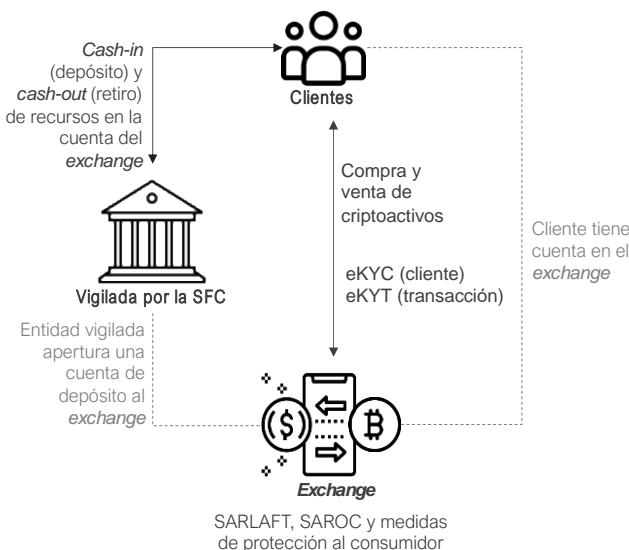 Cash-in
(depósito) y
cash-out (retiro)
de recursos en la
cuenta del
exchange
Clientes
Compra y
venta de
criptoactivos
eKYC (cliente)
eKYT (transacción)
Cliente tiene
cuenta en el
exchange
Vigilada por la SFC
Entidad vigilada
apertura una
cuenta de
depósito al
exchange
Exchange
SARLAFT, SAROC y medidas
de protección al consumidor